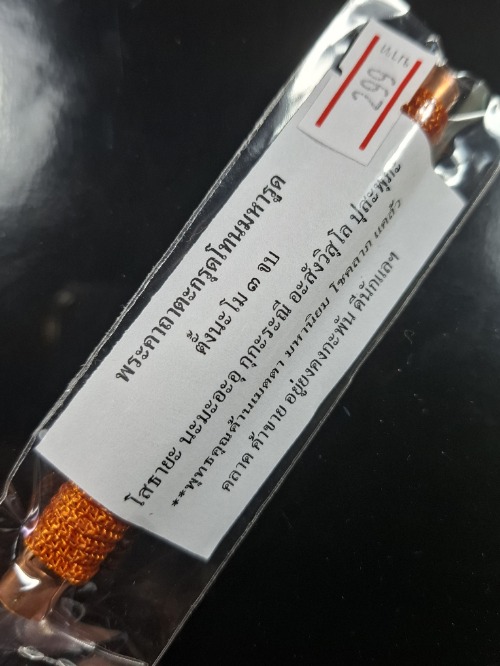 299
พระคาถาตะกรุดโทนมหารูด
ตั้งนะโม ๓ จบ
โสธายะ นะมะอะอุ กุกะระณี อะสังวิสุโล ปุสะพุภะ
**พุทธคุณด้านเมตตา มหานิยม โชคลาภ แคล้ว
คลาด ค้าขาย อยู่ยงคงกะพัน ดีนักแลฯ